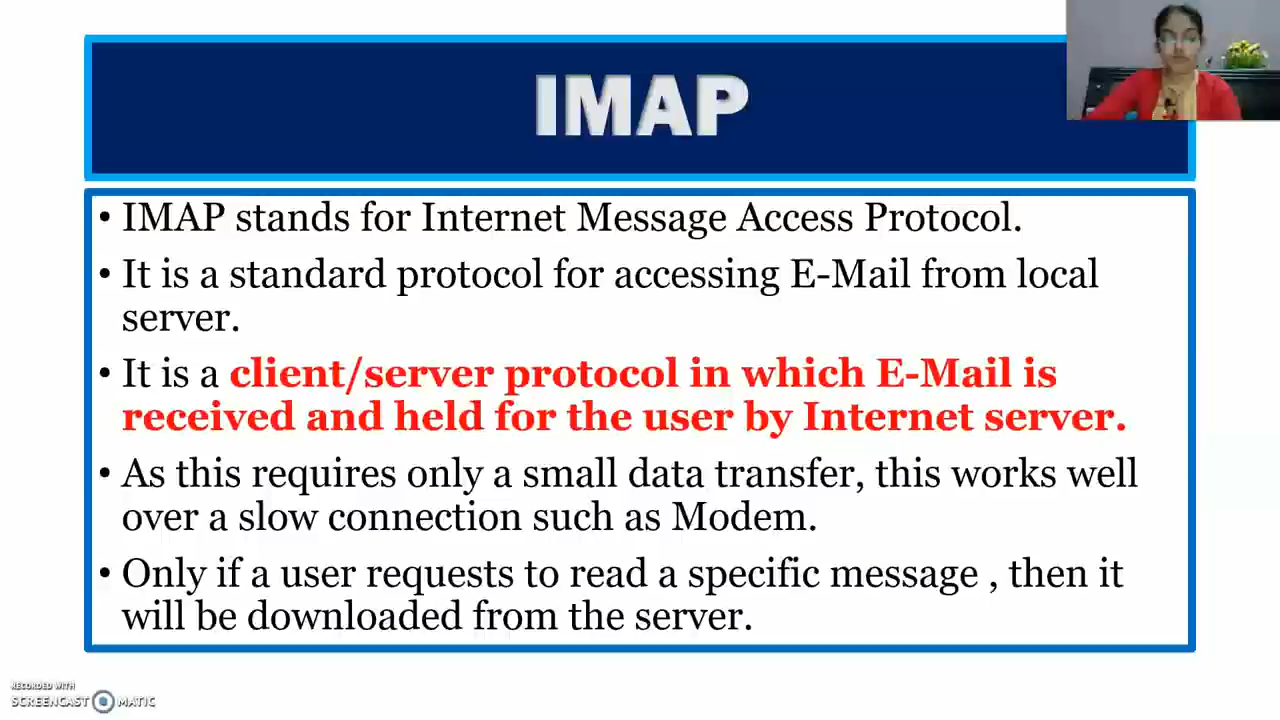 IMAP
• IMAP stands for Internet Message Access Protocol.
• It is a standard protocol for accessing E-Mail from local
server.
• It is a client/server protocol in which E-Mail is
received and held for the user by Internet server.
• As this requires only a small data transfer, this works well
over a slow connection such as Modem.
• Only if a user requests to read a specific message , then it
will be downloaded from the server.
RECORDED WITH
SCREENCAST MATIC